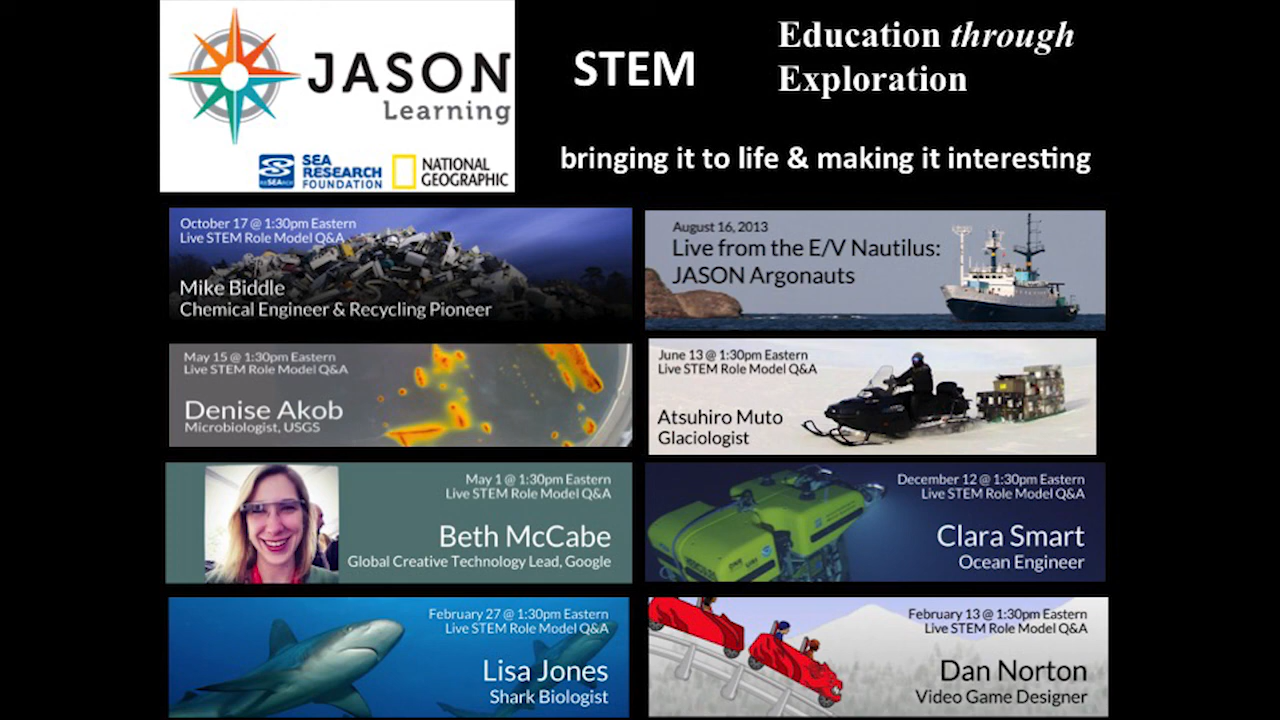 JASON
Learning
SEA
RESEARCH
FOUNDATION
NATIONAL
GEOGRAPHIC
STEM
Education through
Exploration
bringing it to life & making it interesting
October 17 @ 1:30pm Eastern
Live STEM Role Model Q&A
Mike Biddle
Chemical Engineer & Recycling Pioneer
August 16, 2013
Live from the E/V Nautilus:
JASON Argonauts
May 15 @ 1:30pm Eastern
Live STEM Role Model Q&A
Denise Akob
Microbiologist, USGS
June 13 @ 1:30pm Eastern
Live STEM Role Model Q&A
Atsuhiro Muto
Glaciologist
May 1 @ 1:30pm Eastern
Live STEM Role Model Q&A
Beth McCabe
Global Creative Technology Lead, Google
December 12 @ 1:30pm Eastern
Live STEM Role Model Q&A
Clara Smart
Ocean Engineer
February 27 @ 1:30pm Eastern
Live STEM Role Model Q&A
Lisa Jones
Shark Biologist
February 13 @ 1:30pm Eastern
Live STEM Role Model Q&A
Dan Norton
Video Game Designer